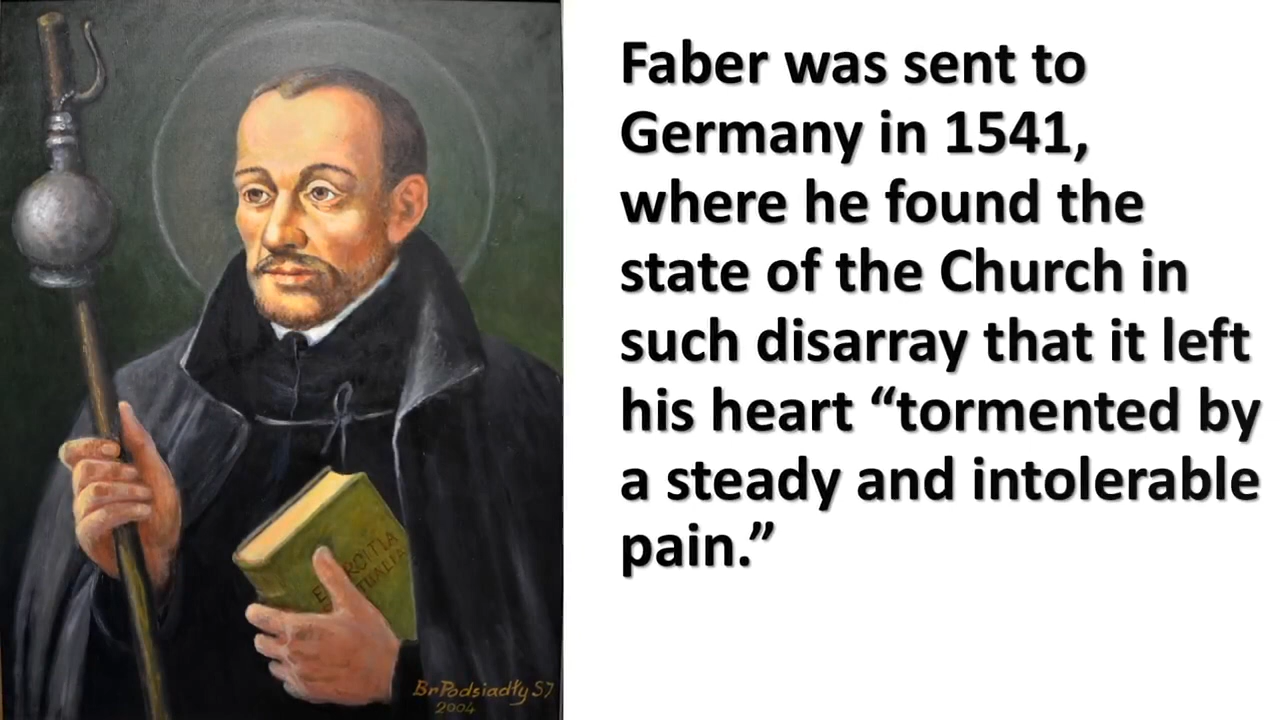 Faber was sent to
Germany in 1541,
where he found the
state of the Church in
such disarray that it left
his heart “tormented by
a steady and intolerable
pain.”
BrPodsiadły SJ
2004